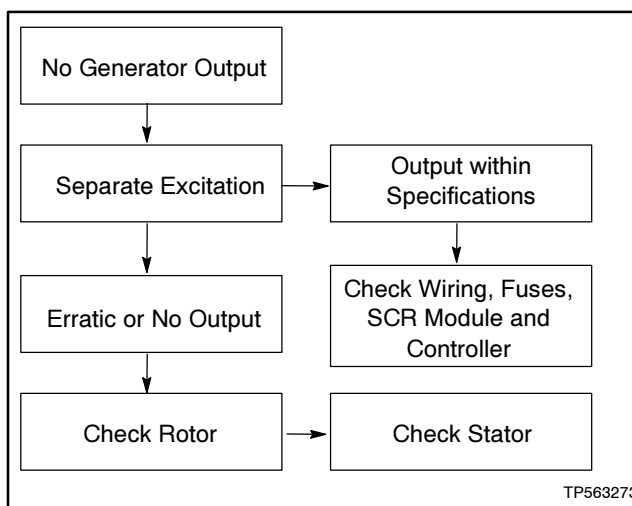 No Generator Output
Separate Excitation
Output within
Specifications
Erratic or No Output
Check Wiring, Fuses,
SCR Module and
Controller
Check Rotor
Check Stator
TP563273